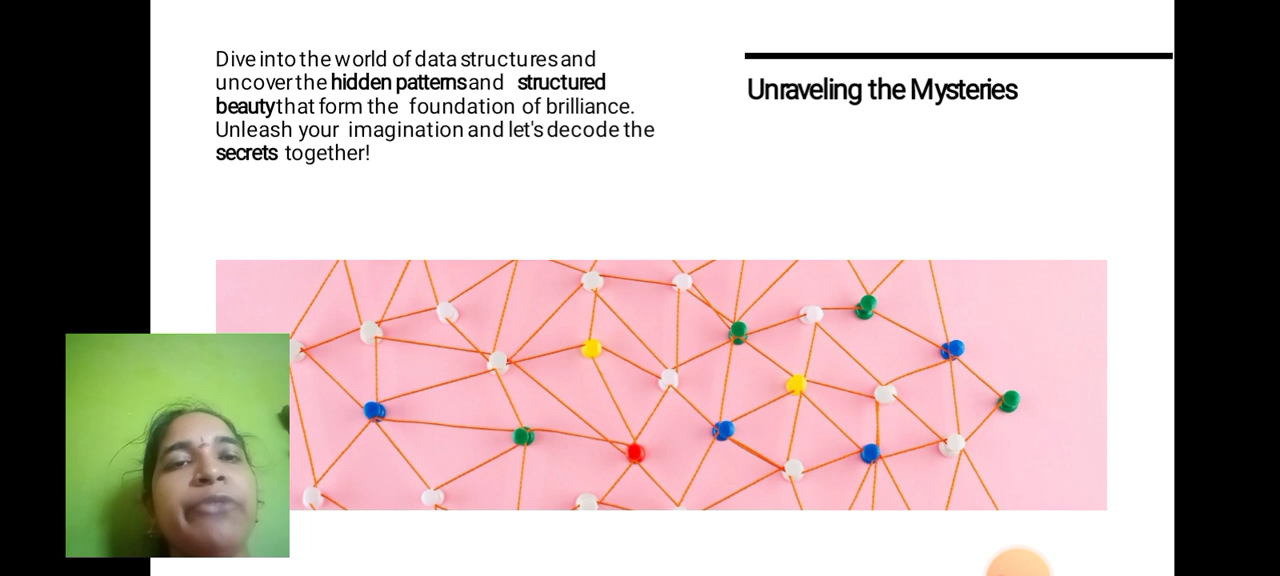 Dive into the world of data structures and
uncover the hidden patterns and structured
beauty that form the foundation of brilliance.
Unleash your imagination and let's decode the
secrets together!
Unraveling the Mysteries